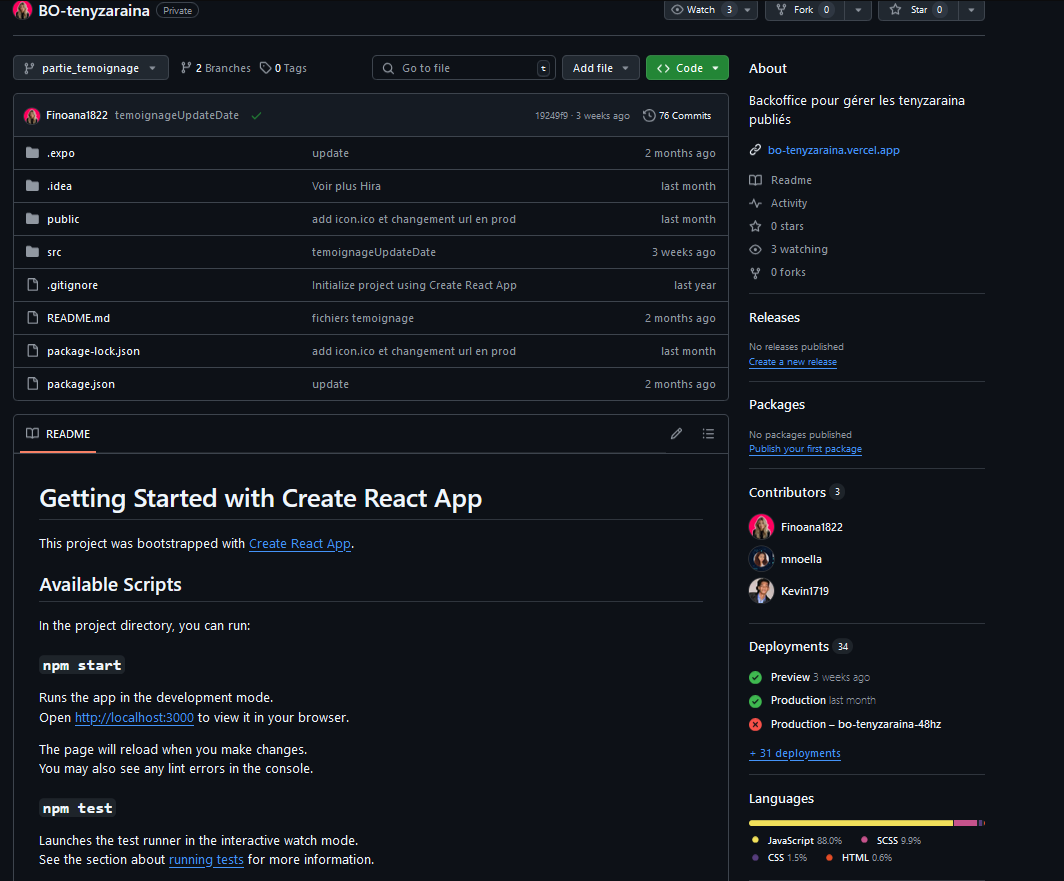 BO-tenyzaraina Private
Watch 3
Fork 0
Star 0
partie_temoignage
2 Branches
0 Tags
Go to file t
Add file
Code
Finoana1822 temoignageUpdateDate 19249f9 · 3 weeks ago 76 Commits
.expo update 2 months ago
.idea Voir plus Hira last month
public add icon.ico et changement url en prod last month
src temoignageUpdateDate 3 weeks ago
.gitignore Initialize project using Create React App last year
README.md fichiers temoignage 2 months ago
package-lock.json add icon.ico et changement url en prod last month
package.json update 2 months ago
README
Getting Started with Create React App
This project was bootstrapped with Create React App.
Available Scripts
In the project directory, you can run:
npm start
Runs the app in the development mode.
Open http://localhost:3000 to view it in your browser.
The page will reload when you make changes.
You may also see any lint errors in the console.
npm test
Launches the test runner in the interactive watch mode.
See the section about running tests for more information.
About
Backoffice pour gérer les tenyzaraina
publiés
bo-tenyzaraina.vercel.app
Readme
Activity
0 stars
3 watching
0 forks
Releases
No releases published
Create a new release
Packages
No packages published
Publish your first package
Contributors 3
Finoana1822
mnoella
Kevin1719
Deployments 34
Preview 3 weeks ago
Production last month
Production – bo-tenyzaraina-48hz
+ 31 deployments
Languages
JavaScript 88.0% SCSS 9.9%
CSS 1.5% HTML 0.6%